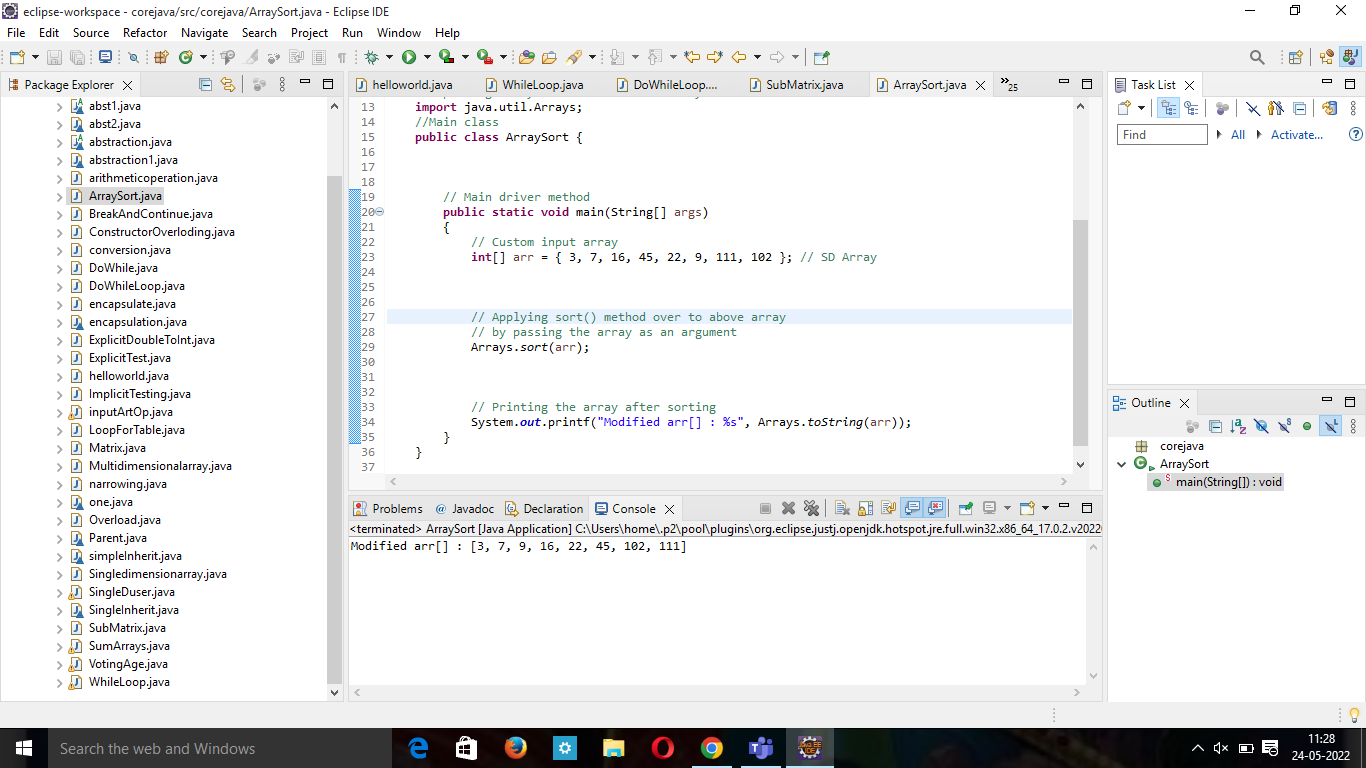 eclipse-workspace - corejava/src/corejava/ArraySort.java - Eclipse IDE
File Edit Source Refactor Navigate Search Project Run Window Help
Package Explorer
abst1.java
abst2.java
abstraction.java
abstraction1.java
arithmeticoperation.java
ArraySort.java
BreakAndContinue.java
ConstructorOverloding.java
conversion.java
DoWhile.java
DoWhileLoop.java
encapsulate.java
encapsulation.java
ExplicitDoubleToInt.java
ExplicitTest.java
helloworld.java
ImplicitTesting.java
inputArtOp.java
LoopForTable.java
Matrix.java
Multidimensionalarray.java
narrowing.java
one.java
Overload.java
Parent.java
simpleInherit.java
Singledimensionarray.java
SingleDuser.java
SingleInherit.java
SubMatrix.java
SumArrays.java
VotingAge.java
WhileLoop.java
helloworld.java WhileLoop.java DoWhileLoop.... SubMatrix.java ArraySort.java »25
13 import java.util.Arrays;
14 //Main class
15 public class ArraySort {
16
17
18
19 // Main driver method
20 public static void main(String[] args)
21 {
22 // Custom input array
23 int[] arr = { 3, 7, 16, 45, 22, 9, 111, 102 }; // SD Array
24
25
26
27 // Applying sort() method over to above array
28 // by passing the array as an argument
29 Arrays.sort(arr);
30
31
32
33 // Printing the array after sorting
34 System.out.printf("Modified arr[] : %s", Arrays.toString(arr));
35 }
36 }
37
Problems @ Javadoc Declaration Console
<terminated> ArraySort [Java Application] C:\Users\home\.p2\pool\plugins\org.eclipse.justj.openjdk.hotspot.jre.full.win32.x86_64_17.0.2.v2022
Modified arr[] : [3, 7, 9, 16, 22, 45, 102, 111]
Task List
Find All Activate...
Outline
corejava
ArraySort
main(String[]) : void
Search the web and Windows
11:28
24-05-2022